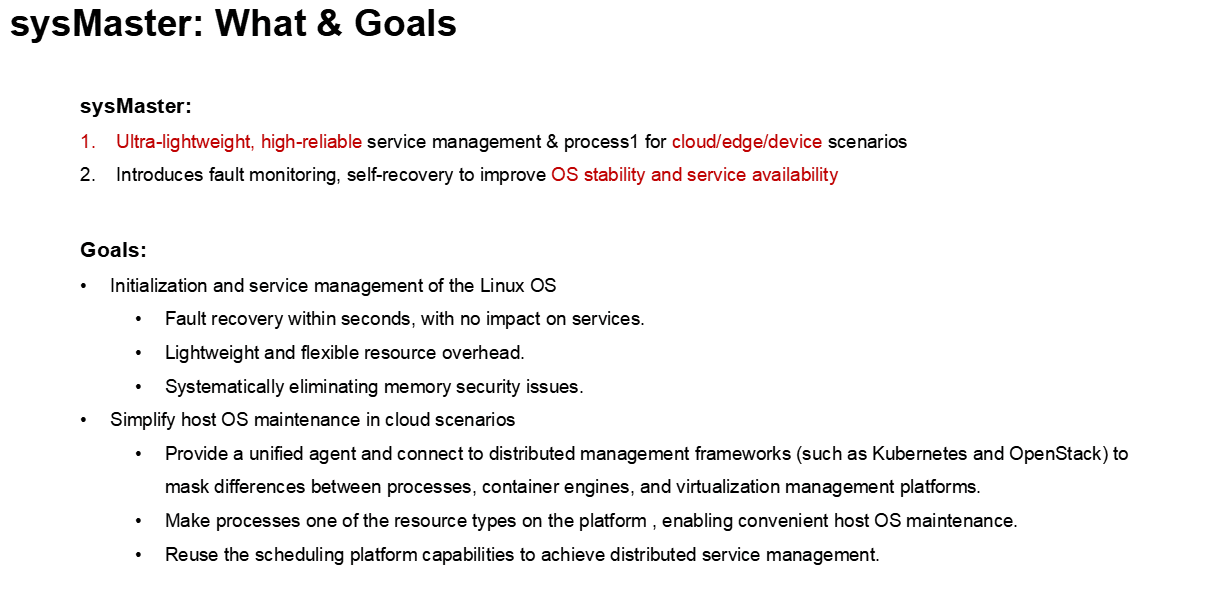 sysMaster: What & Goals
sysMaster:
1. Ultra-lightweight, high-reliable service management & process1 for cloud/edge/device scenarios
2. Introduces fault monitoring, self-recovery to improve OS stability and service availability
Goals:
• Initialization and service management of the Linux OS
• Fault recovery within seconds, with no impact on services.
• Lightweight and flexible resource overhead.
• Systematically eliminating memory security issues.
• Simplify host OS maintenance in cloud scenarios
• Provide a unified agent and connect to distributed management frameworks (such as Kubernetes and OpenStack) to
mask differences between processes, container engines, and virtualization management platforms.
• Make processes one of the resource types on the platform , enabling convenient host OS maintenance.
• Reuse the scheduling platform capabilities to achieve distributed service management.